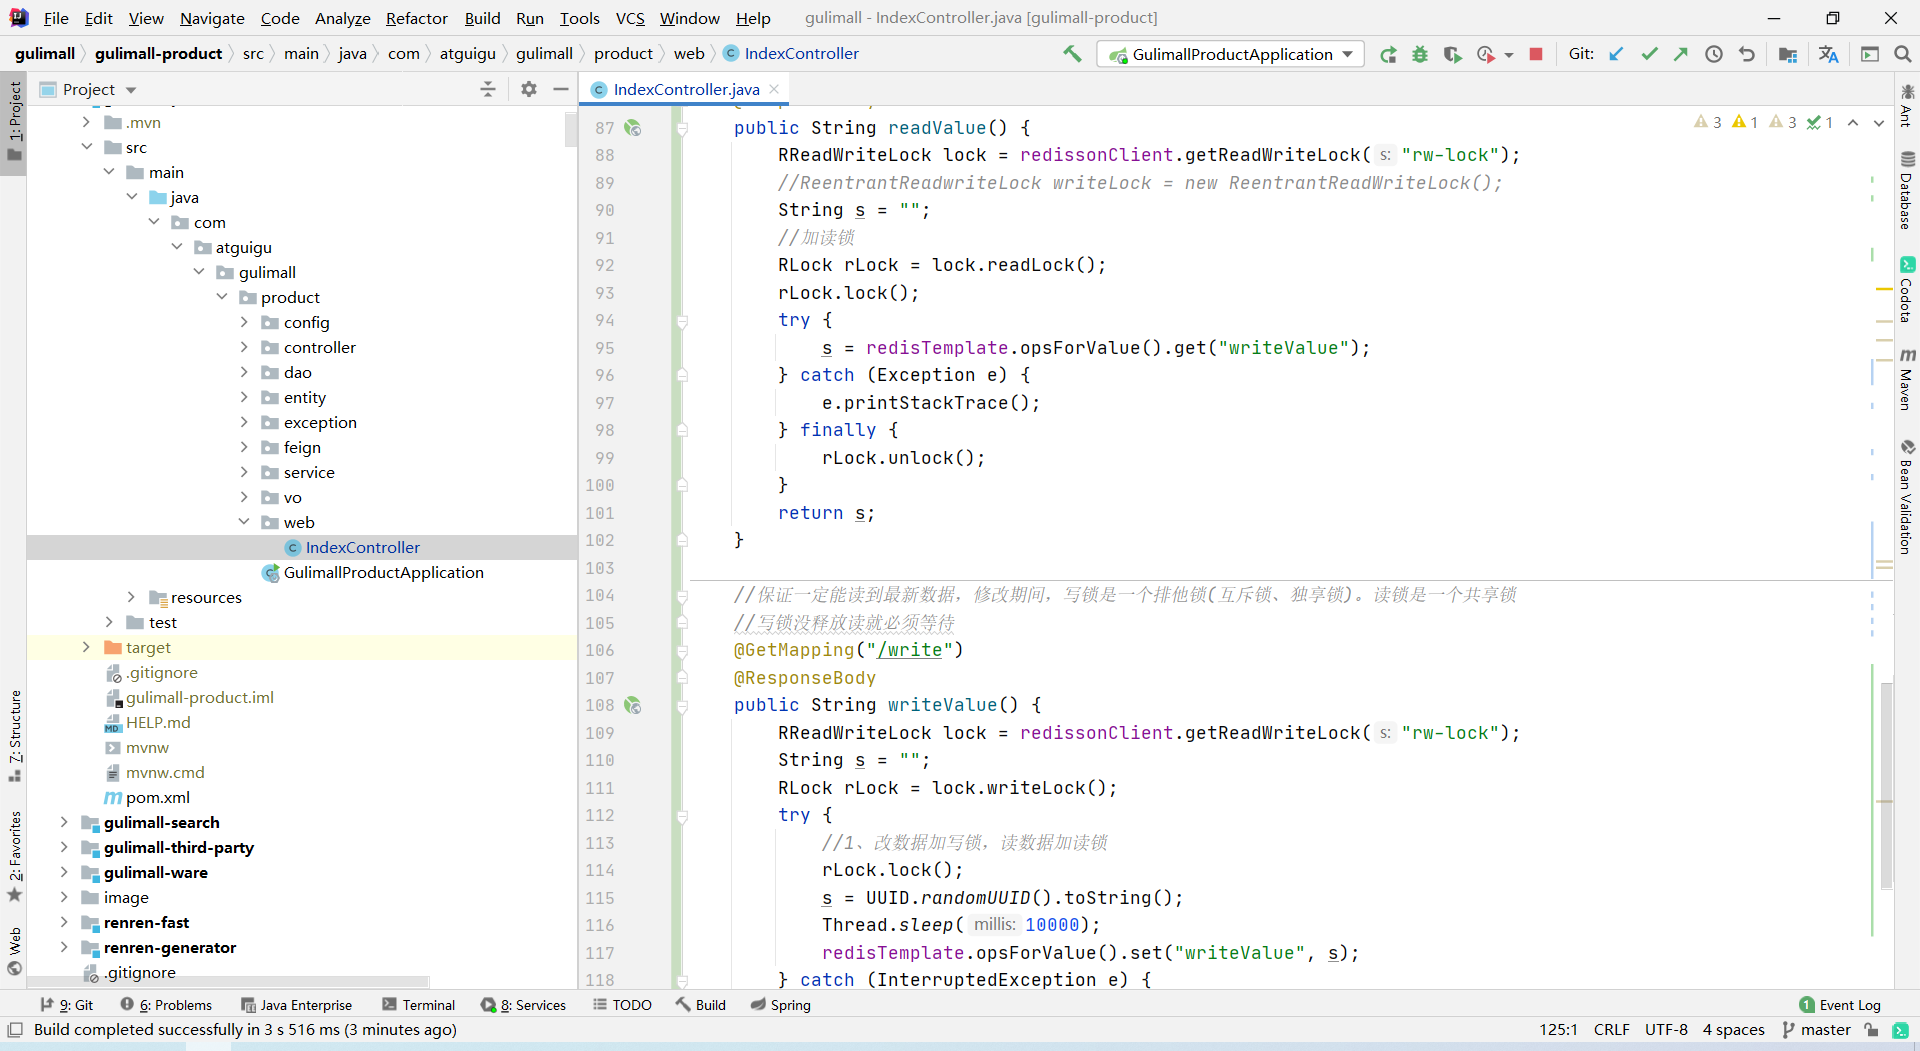 File Edit View Navigate Code Analyze Refactor Build Run Tools VCS Window Help gulimall - IndexController.java [gulimall-product]
gulimall gulimall-product src main java com atguigu gulimall product web IndexController GulimallProductApplication Git:
Project
IndexController.java
.mvn
src
main
java
com
atguigu
gulimall
product
config
controller
dao
entity
exception
feign
service
vo
web
IndexController
GulimallProductApplication
resources
test
target
.gitignore
gulimall-product.iml
HELP.md
mvnw
mvnw.cmd
pom.xml
gulimall-search
gulimall-third-party
gulimall-ware
image
renren-fast
renren-generator
.gitignore
3 1 3 1
87 public String readValue() {
88 RReadWriteLock lock = redissonClient.getReadWriteLock( s: "rw-lock");
89 //ReentrantReadwriteLock writeLock = new ReentrantReadWriteLock();
90 String s = "";
91 //加读锁
92 RLock rLock = lock.readLock();
93 rLock.lock();
94 try {
95 s = redisTemplate.opsForValue().get("writeValue");
96 } catch (Exception e) {
97 e.printStackTrace();
98 } finally {
99 rLock.unlock();
100 }
101 return s;
102 }
103
104 //保证一定能读到最新数据，修改期间，写锁是一个排他锁(互斥锁、独享锁)。读锁是一个共享锁
105 //写锁没释放读就必须等待
106 @GetMapping("/write")
107 @ResponseBody
108 public String writeValue() {
109 RReadWriteLock lock = redissonClient.getReadWriteLock( s: "rw-lock");
110 String s = "";
111 RLock rLock = lock.writeLock();
112 try {
113 //1、改数据加写锁，读数据加读锁
114 rLock.lock();
115 s = UUID.randomUUID().toString();
116 Thread.sleep( millis: 10000);
117 redisTemplate.opsForValue().set("writeValue", s);
118 } catch (InterruptedException e) {
1: Project
7: Structure
2: Favorites
Web
Ant
Database
Codota
Maven
Bean Validation
9: Git 6: Problems Java Enterprise Terminal 8: Services TODO Build Spring 1 Event Log
Build completed successfully in 3 s 516 ms (3 minutes ago) 125:1 CRLF UTF-8 4 spaces master